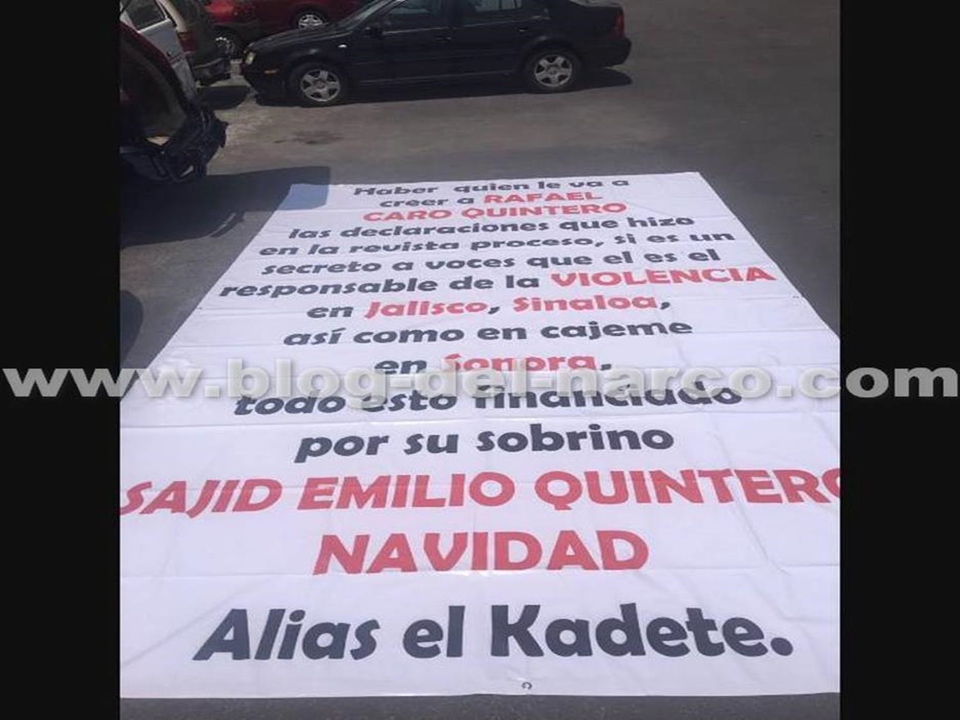 Haber quien le va a
creer a RAFAEL
CARO QUINTERO
las declaraciones que hizo
en la revista proceso, si es un
secreto a voces que el es el
responsable de la VIOLENCIA
en Jalisco, Sinaloa,
así como en cajeme
en Sonora,
www.blog-del-narco.com
todo esto financiado
por su sobrino
SAJID EMILIO QUINTERO
NAVIDAD
Alias el Kadete.